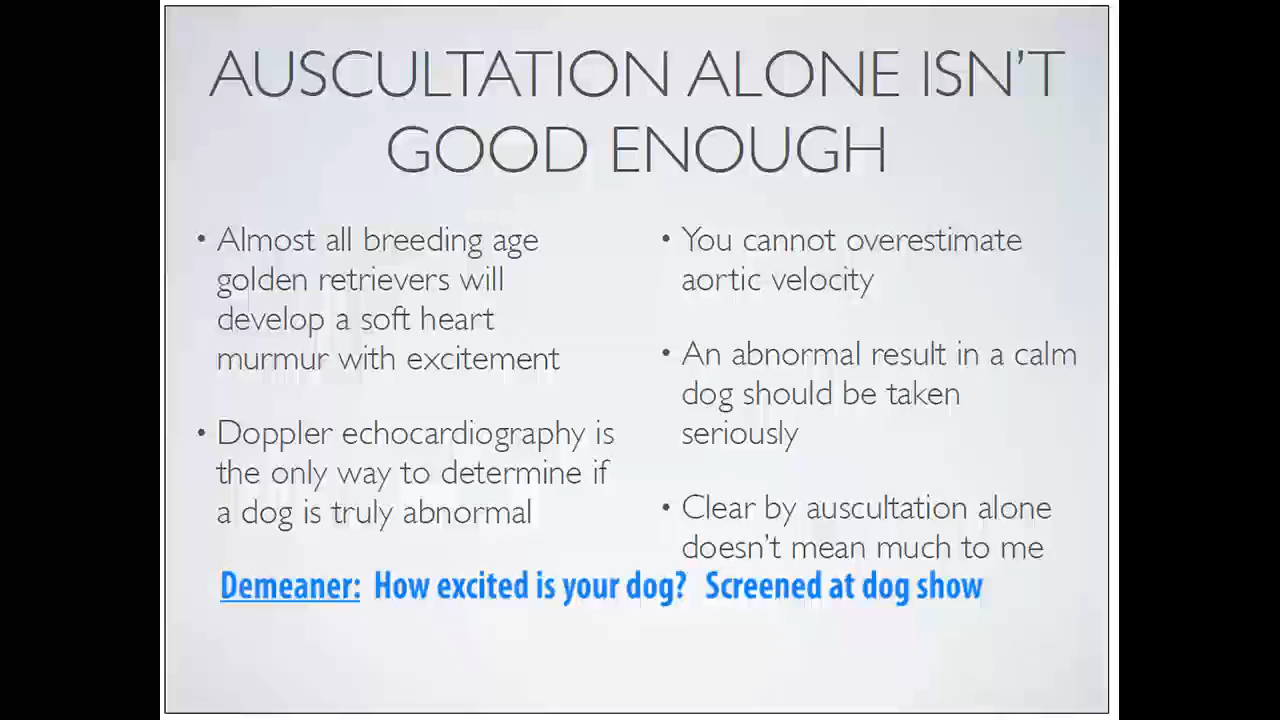 AUSCULTATION ALONE ISN'T
GOOD ENOUGH
• Almost all breeding age
golden retrievers will
develop a soft heart
murmur with excitement
• Doppler echocardiography is
the only way to determine if
a dog is truly abnormal
• You cannot overestimate
aortic velocity
• An abnormal result in a calm
dog should be taken
seriously
• Clear by auscultation alone
doesn't mean much to me
Demeaner: How excited is your dog? Screened at dog show